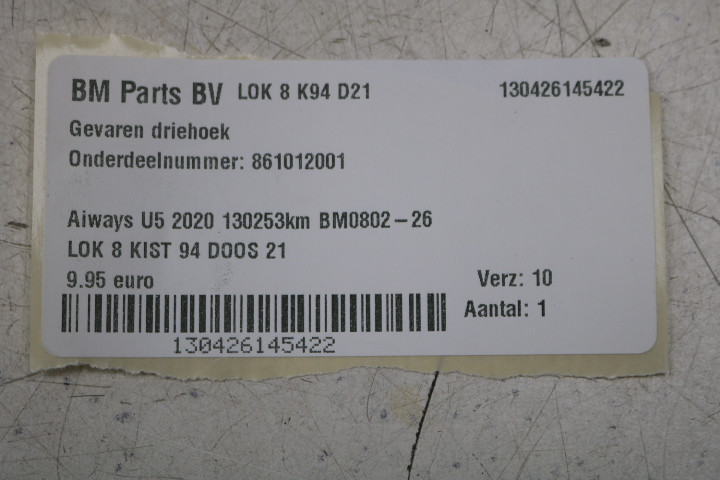 BM Parts BV LOK 8 K94 D21 130426145422
Gevaren driehoek
Onderdeelnummer: 861012001
Aiways U5 2020 130253km BM0802-26
LOK 8 KIST 94 DOOS 21
9.95 euro Verz: 10
Aantal: 1
130426145422